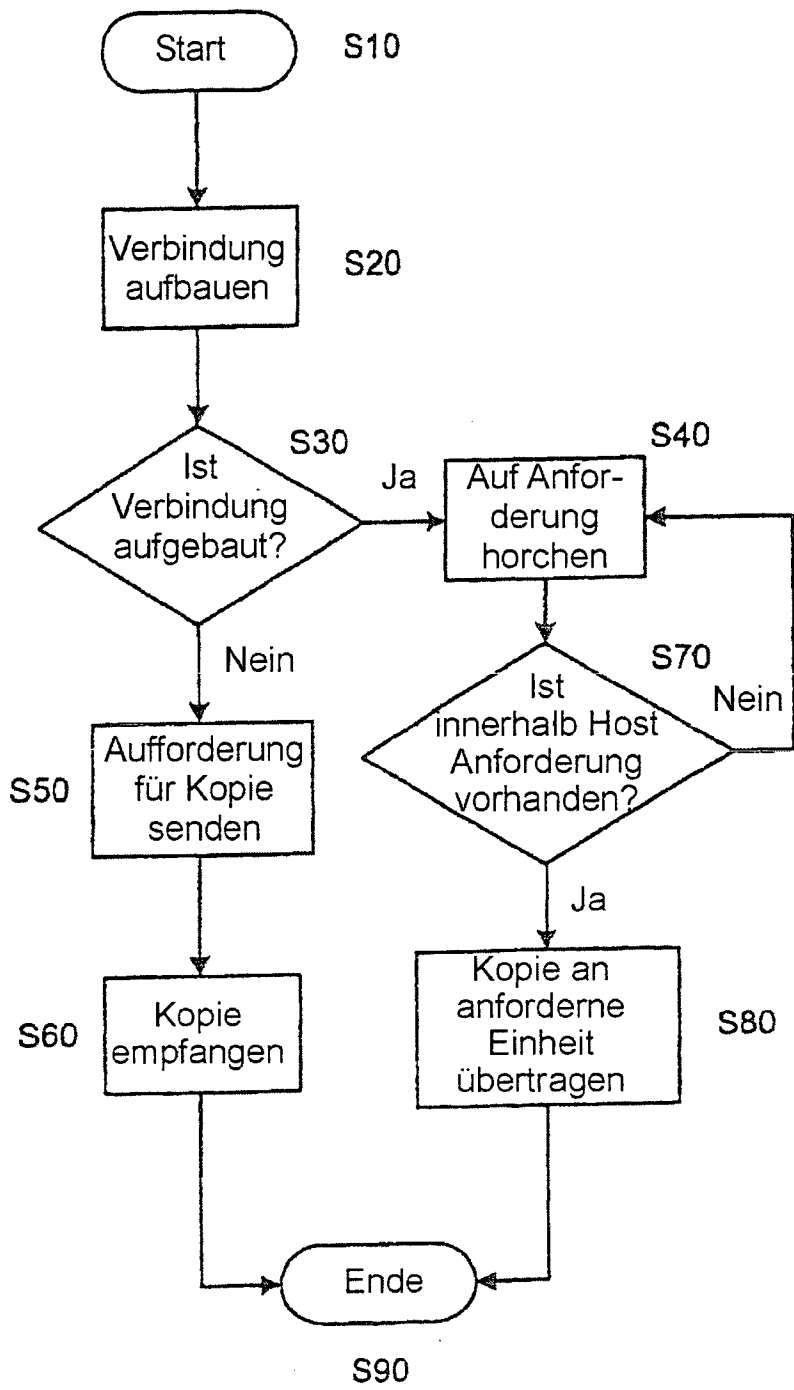 Start
S10
Verbindung
aufbauen
S20
S30
Ist
Verbindung
aufgebaut?
Ja
S40
Auf Anfor-
derung
horchen
Nein
S70
Ist
innerhalb Host
Anforderung
vorhanden?
Nein
S50
Aufforderung
für Kopie
senden
Ja
S60
Kopie
empfangen
Kopie an
anforderne
Einheit
übertragen
S80
Ende
S90